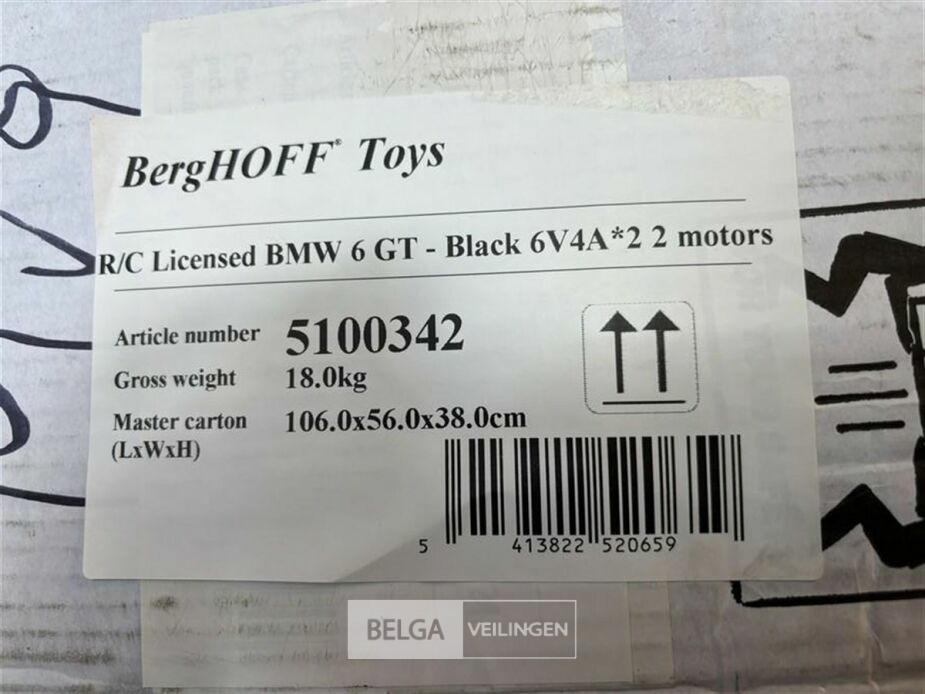 BergHOFF® Toys
R/C Licensed BMW 6 GT - Black 6V4A*2 2 motors
Article number 5100342
Gross weight 18.0kg
Master carton 106.0x56.0x38.0cm
(LxWxH)
5 413822 520659
BELGA VEILINGEN